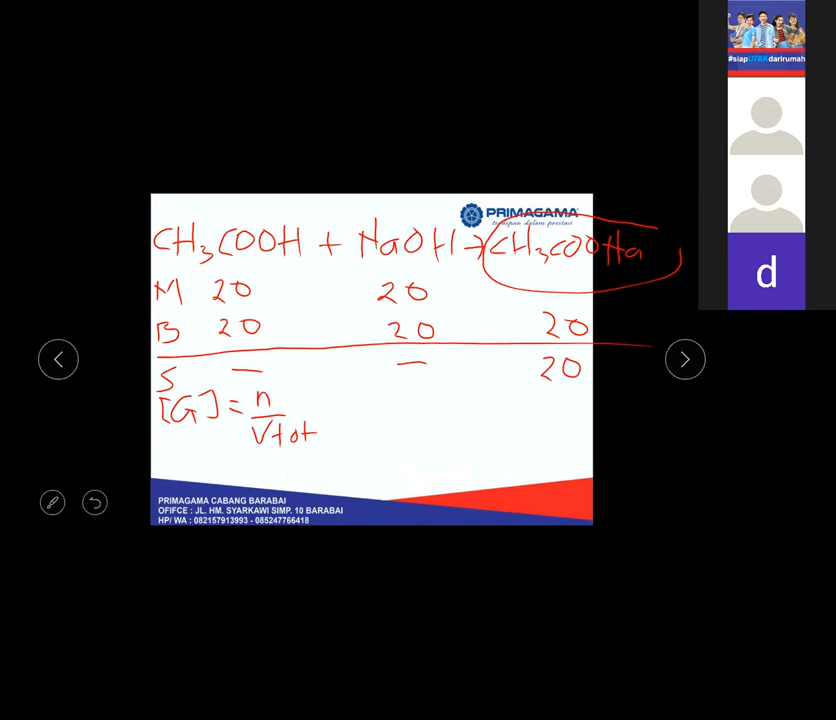 #siapUTBKdarirumah
PRIMAGAMA
terdepan dalam prestasi
CH3COOH + NaOH → CH3COONa
M 20 20
B 20 20 20
S — — 20
[G] = n
Vtot
d
PRIMAGAMA CABANG BARABAI
OFIFCE : JL. HM. SYARKAWI SIMP. 10 BARABAI
HP/ WA : 082157913993 - 085247766418